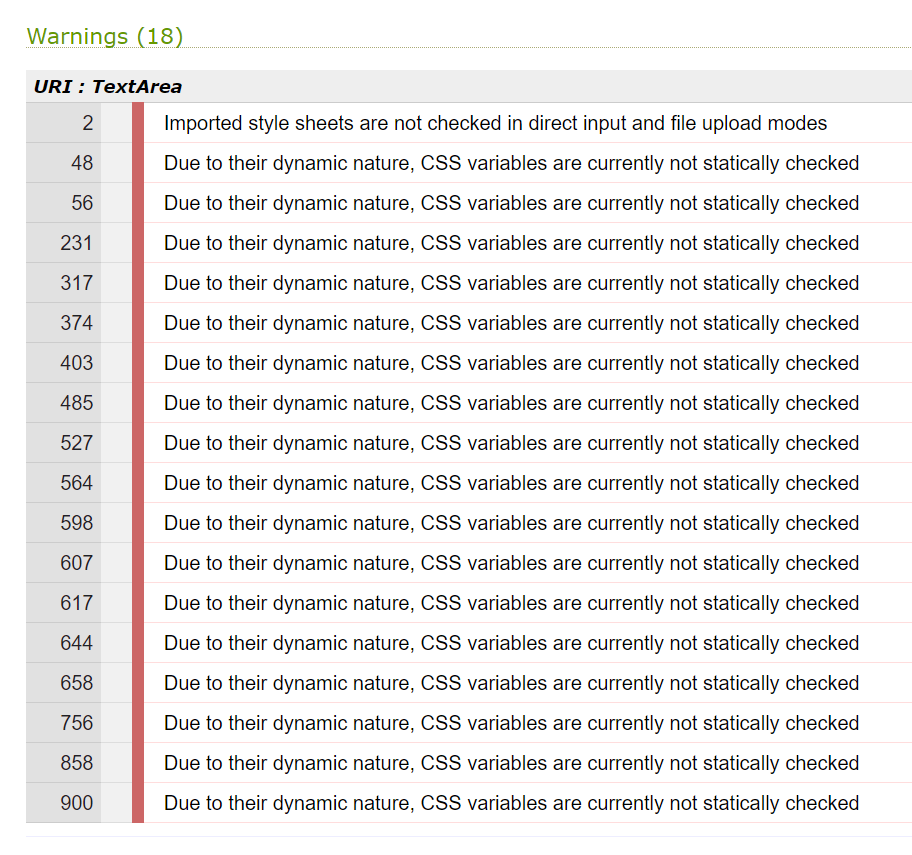 Warnings (18)
URI : TextArea
2 Imported style sheets are not checked in direct input and file upload modes
48 Due to their dynamic nature, CSS variables are currently not statically checked
56 Due to their dynamic nature, CSS variables are currently not statically checked
231 Due to their dynamic nature, CSS variables are currently not statically checked
317 Due to their dynamic nature, CSS variables are currently not statically checked
374 Due to their dynamic nature, CSS variables are currently not statically checked
403 Due to their dynamic nature, CSS variables are currently not statically checked
485 Due to their dynamic nature, CSS variables are currently not statically checked
527 Due to their dynamic nature, CSS variables are currently not statically checked
564 Due to their dynamic nature, CSS variables are currently not statically checked
598 Due to their dynamic nature, CSS variables are currently not statically checked
607 Due to their dynamic nature, CSS variables are currently not statically checked
617 Due to their dynamic nature, CSS variables are currently not statically checked
644 Due to their dynamic nature, CSS variables are currently not statically checked
658 Due to their dynamic nature, CSS variables are currently not statically checked
756 Due to their dynamic nature, CSS variables are currently not statically checked
858 Due to their dynamic nature, CSS variables are currently not statically checked
900 Due to their dynamic nature, CSS variables are currently not statically checked